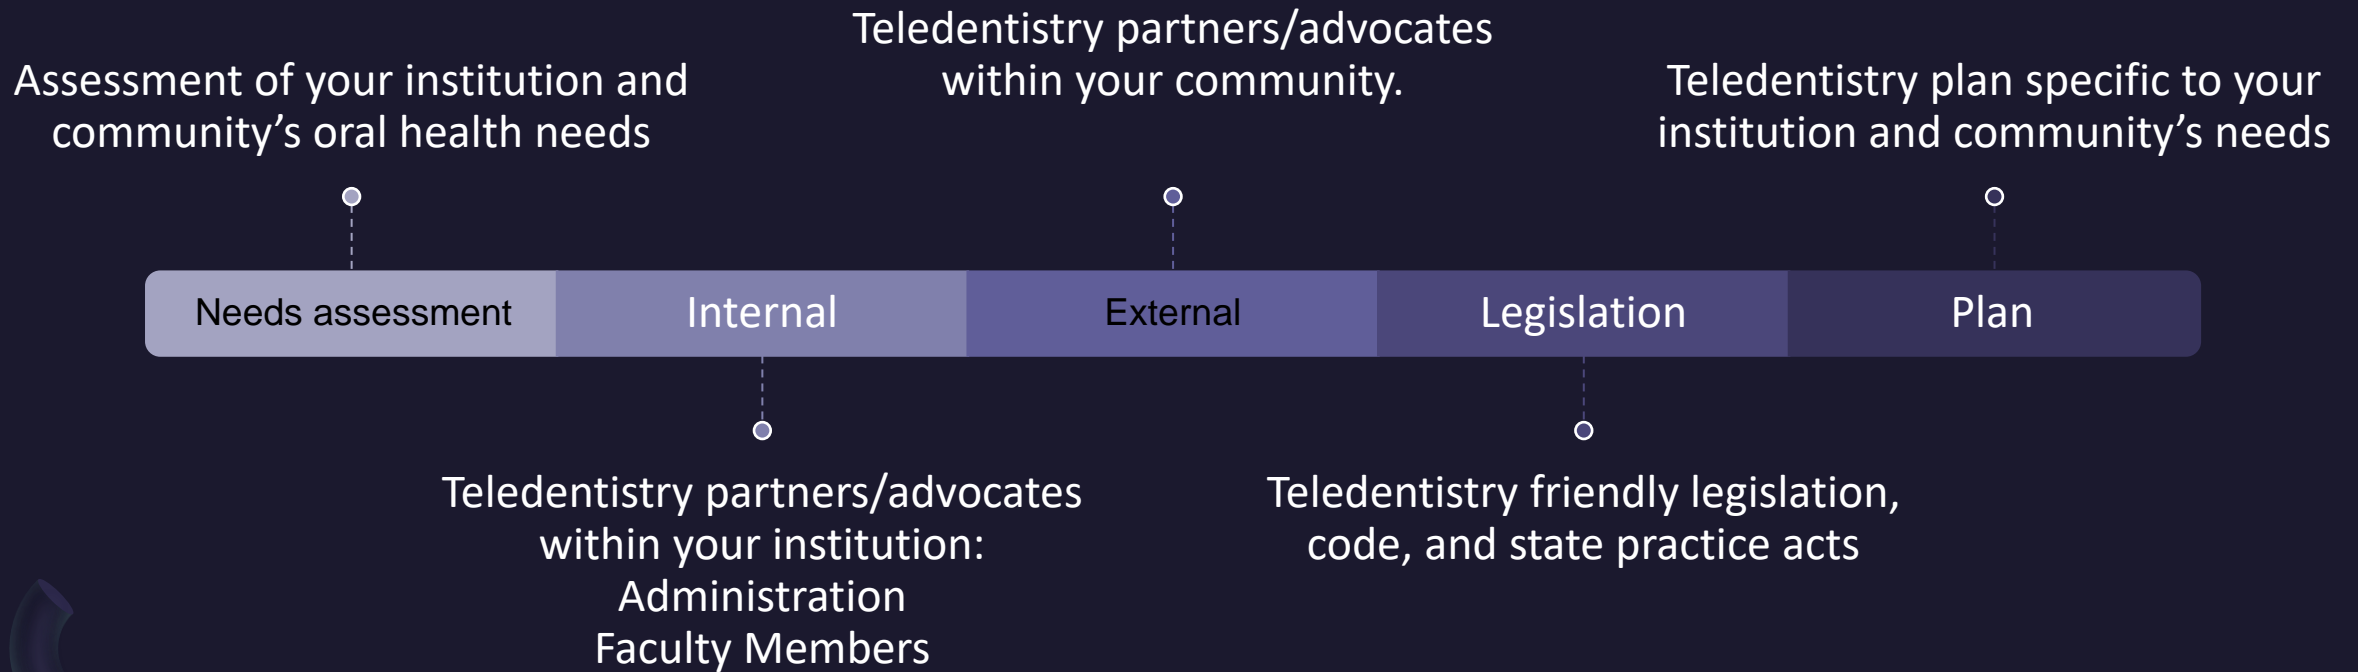 Teledentistry partners/advocates
within your community.
Assessment of your institution and
community’s oral health needs
Teledentistry plan specific to your
institution and community’s needs
Needs assessment
Internal
External
Legislation
Plan
Teledentistry partners/advocates
within your institution:
Administration
Faculty Members
Teledentistry friendly legislation,
code, and state practice acts